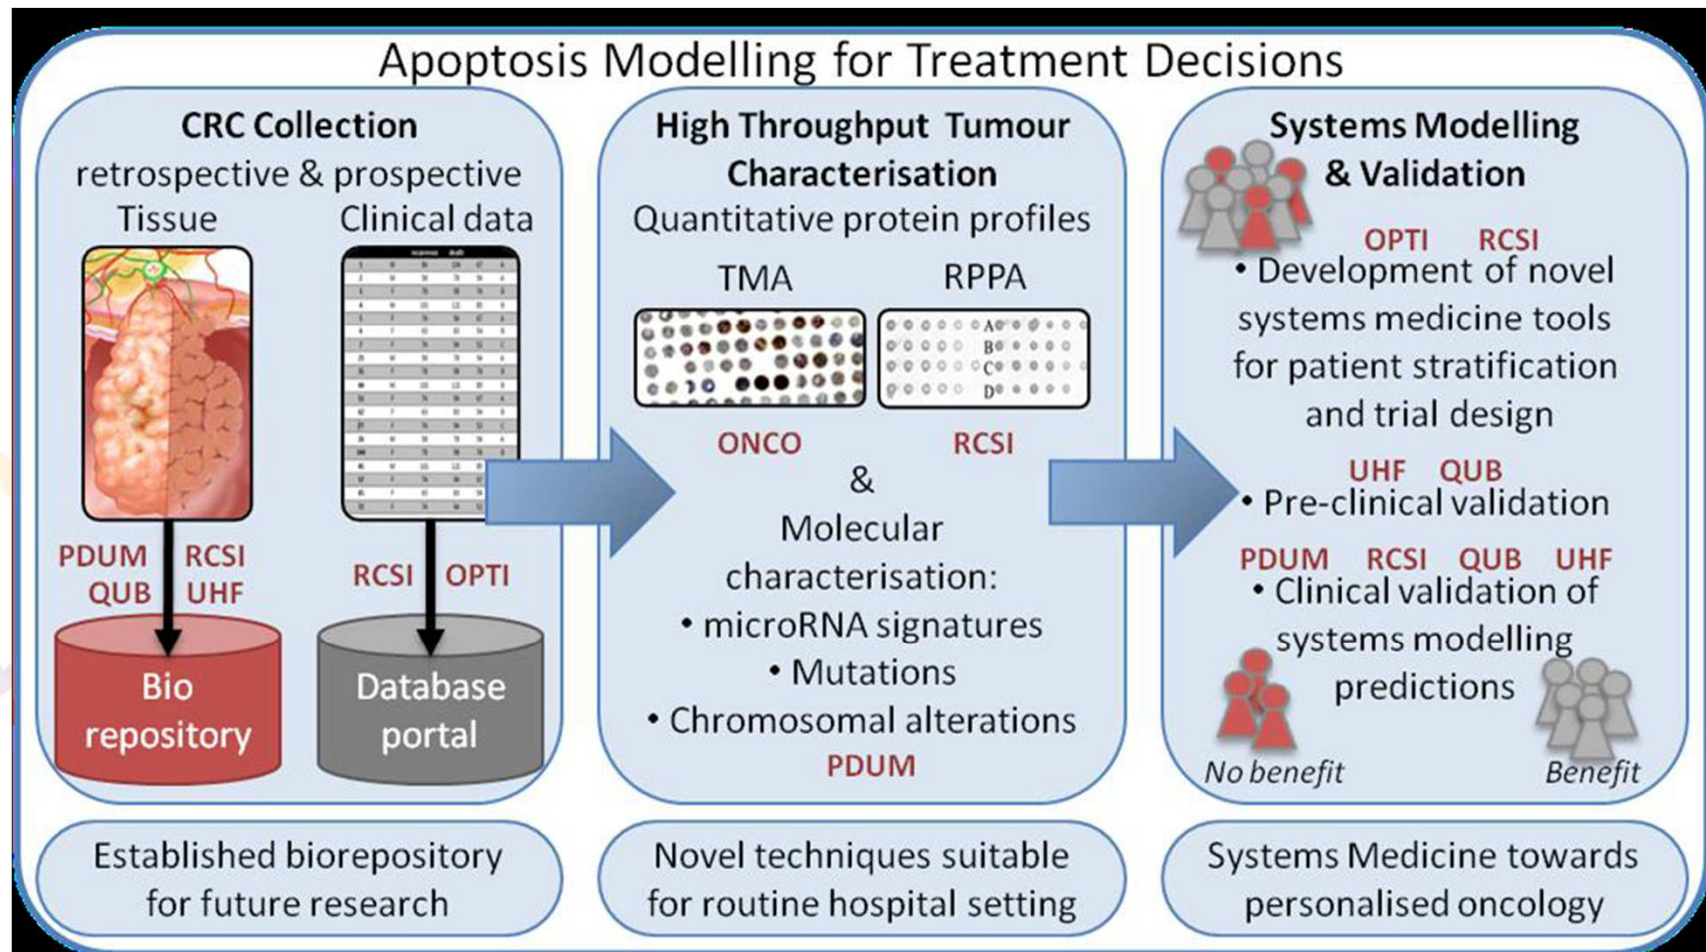 Apoptosis Modelling for Treatment Decisions
CRC Collection
retrospective & prospective
Tissue
Clinical data
PDUM RCSI
QUB UHF
RCSI OPTI
Bio
repository
Database
portal
Established biorepository
for future research
High Throughput Tumour
Characterisation
Quantitative protein profiles
TMA
RPPA
A
B
C
D
ONCO
RCSI
&
Molecular
characterisation:
• microRNA signatures
• Mutations
• Chromosomal alterations
PDUM
Novel techniques suitable
for routine hospital setting
Systems Modelling
& Validation
OPTI RCSI
• Development of novel
systems medicine tools
for patient stratification
and trial design
UHF QUB
• Pre-clinical validation
PDUM RCSI QUB UHF
• Clinical validation of
systems modelling
predictions
No benefit
Benefit
Systems Medicine towards
personalised oncology